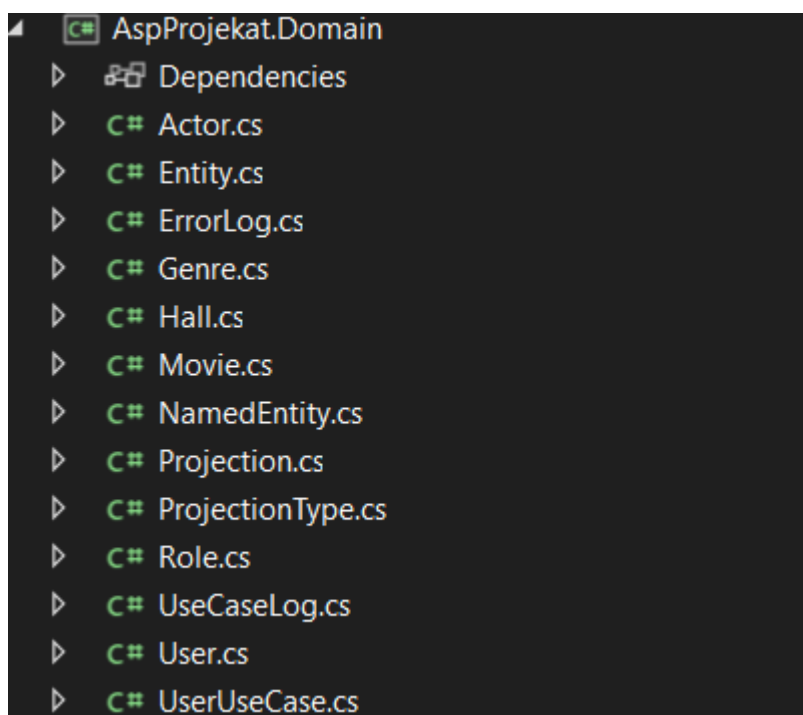 C# AspProjekat.Domain
Dependencies
C# Actor.cs
C# Entity.cs
C# ErrorLog.cs
C# Genre.cs
C# Hall.cs
C# Movie.cs
C# NamedEntity.cs
C# Projection.cs
C# ProjectionType.cs
C# Role.cs
C# UseCaseLog.cs
C# User.cs
C# UserUseCase.cs